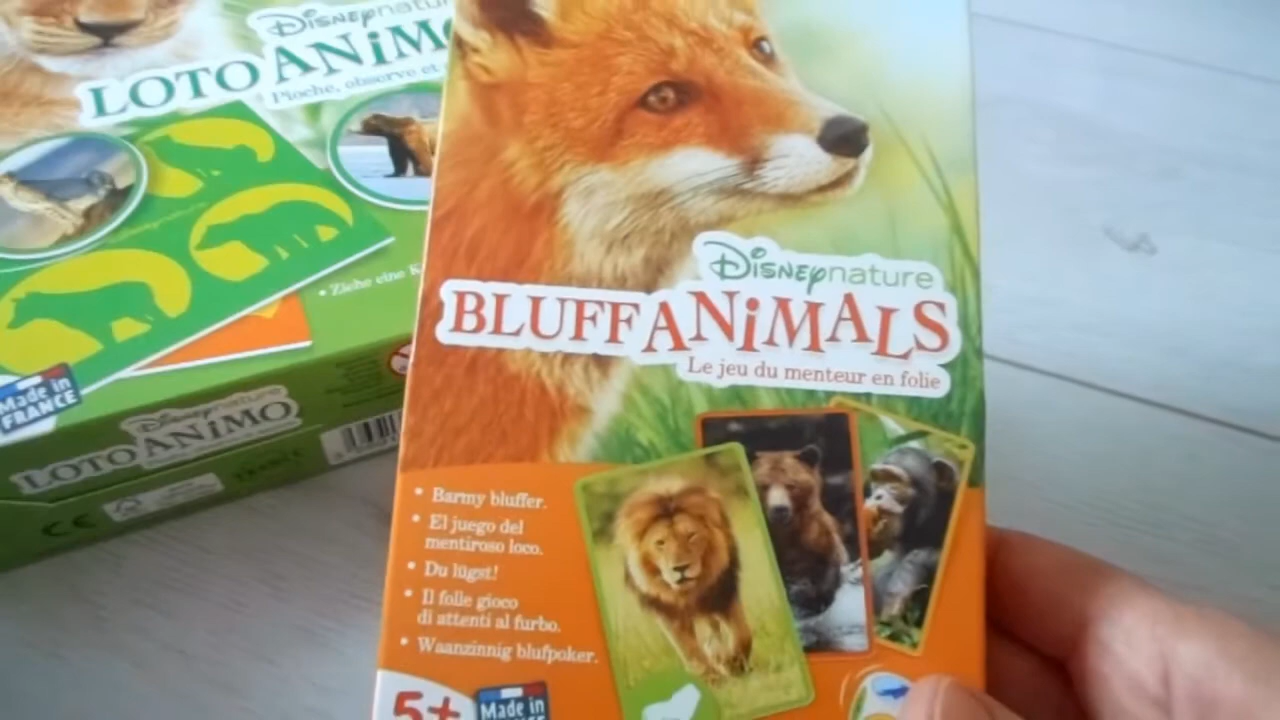 Disneynature
LOTO ANiM
Pioche, observe et
• Ziehe eine K
Made in
FRANCE
Disneynature
LOTO ANiMO
CE
Disneynature
BLUFFANiMALS
Le jeu du menteur en folie
• Barmy bluffer.
• El juego del
mentiroso loco.
• Du lügst!
• Il folle gioco
di attenti al furbo.
• Waanzinnig blufpoker.
5+
Made in